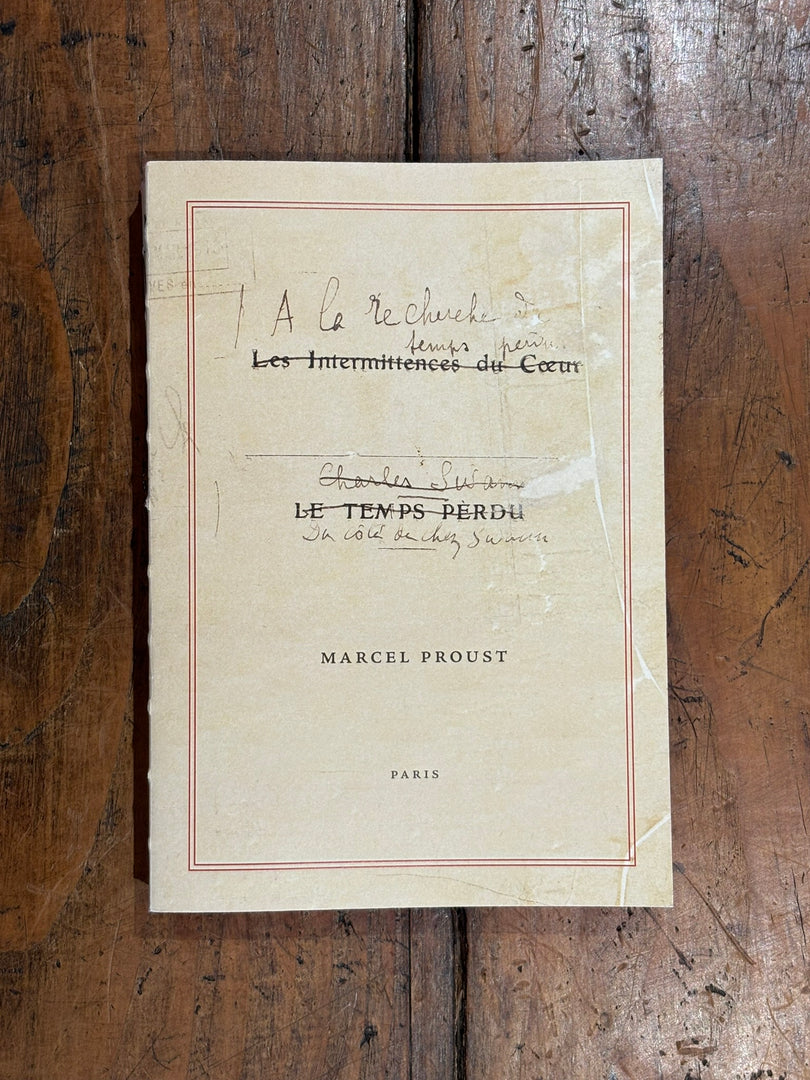 A la recherche du
temps perdu
Les Intermittences du Cœur
Charles Swann
LE TEMPS PERDU
Du côté de chez Swann
MARCEL PROUST
PARIS